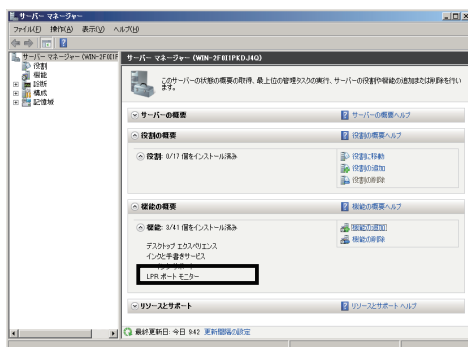 サーバー マネージャー
ファイル(F) 操作(A) 表示(V) ヘルプ(H)
サーバー マネージャー (WIN-2F0I1F
役割
機能
診断
構成
記憶域
サーバー マネージャー (WIN-2F0I1PKDJ4Q)
このサーバーの状態の概要の取得、最上位の管理タスクの実行、サーバーの役割や機能の追加または削除を行います。
サーバーの概要
サーバーの概要ヘルプ
役割の概要
役割の概要ヘルプ
役割: 0/17 個をインストール済み
役割に移動
役割の追加
役割の削除
機能の概要
機能の概要ヘルプ
機能: 3/41 個をインストール済み
機能の追加
機能の削除
デスクトップ エクスペリエンス
インクと手書きサービス
LPR ポート モニター
リソースとサポート
リソースとサポート ヘルプ
最終更新日: 今日 9:42 更新間隔の設定